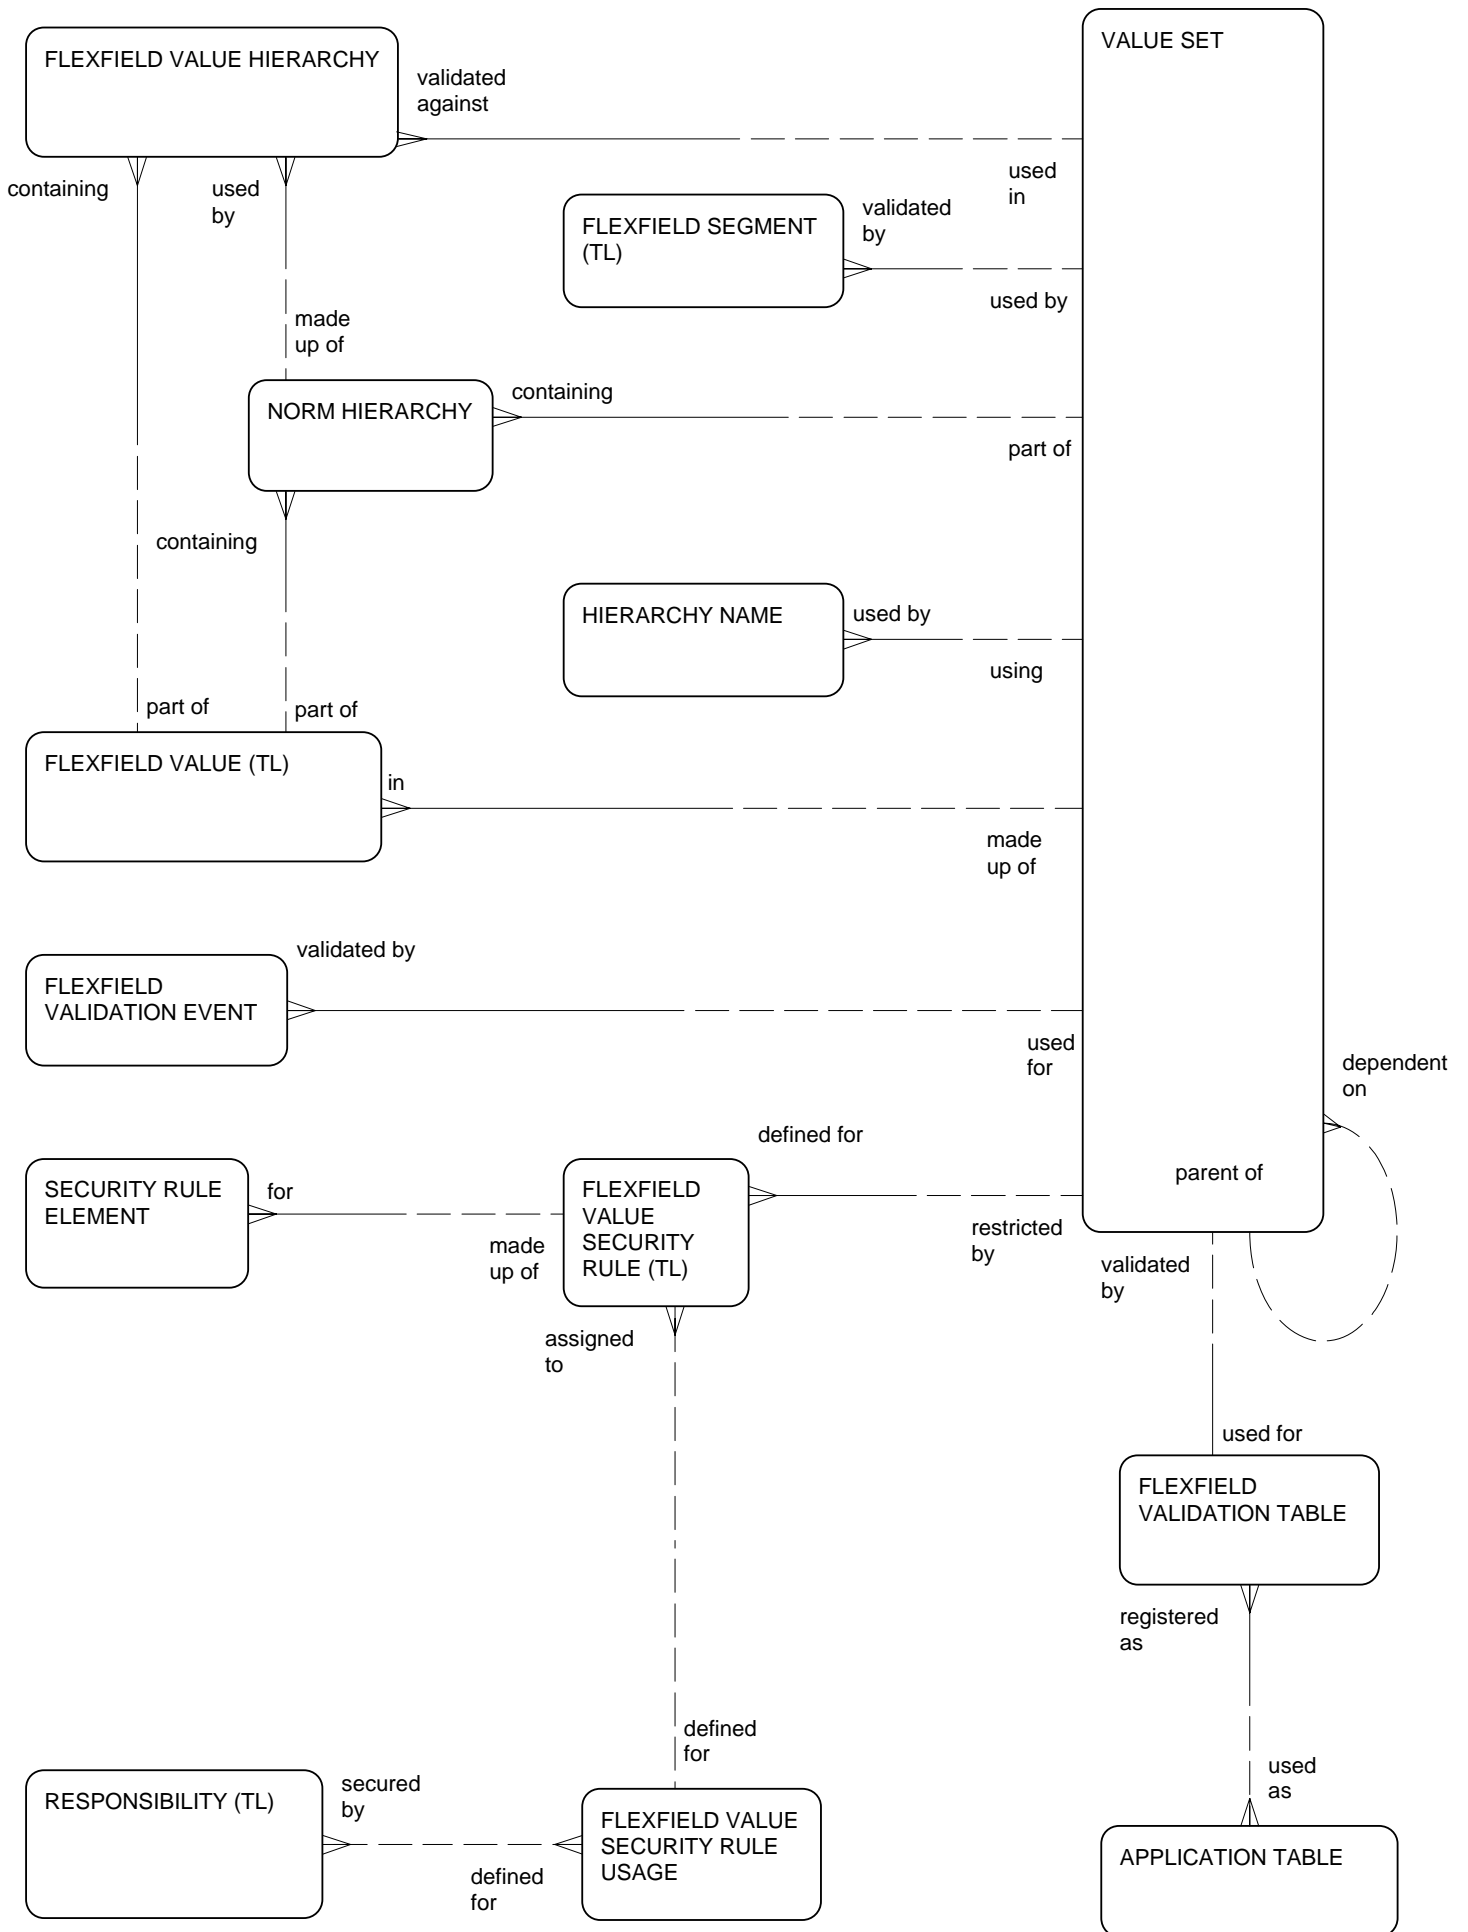 FLEXFIELD VALUE HIERARCHY
VALUE SET
validated
against
containing
used
by
used
in
FLEXFIELD SEGMENT
(TL)
validated
by
used by
made
up of
NORM HIERARCHY
containing
part of
containing
HIERARCHY NAME
used by
using
part of
part of
FLEXFIELD VALUE (TL)
in
made
up of
validated by
FLEXFIELD
VALIDATION EVENT
used
for
dependent
on
defined for
parent of
SECURITY RULE
ELEMENT
for
made
up of
FLEXFIELD
VALUE
SECURITY
RULE (TL)
restricted
by
validated
by
assigned
to
used for
FLEXFIELD
VALIDATION TABLE
registered
as
defined
for
used
as
RESPONSIBILITY (TL)
secured
by
defined
for
FLEXFIELD VALUE
SECURITY RULE
USAGE
APPLICATION TABLE